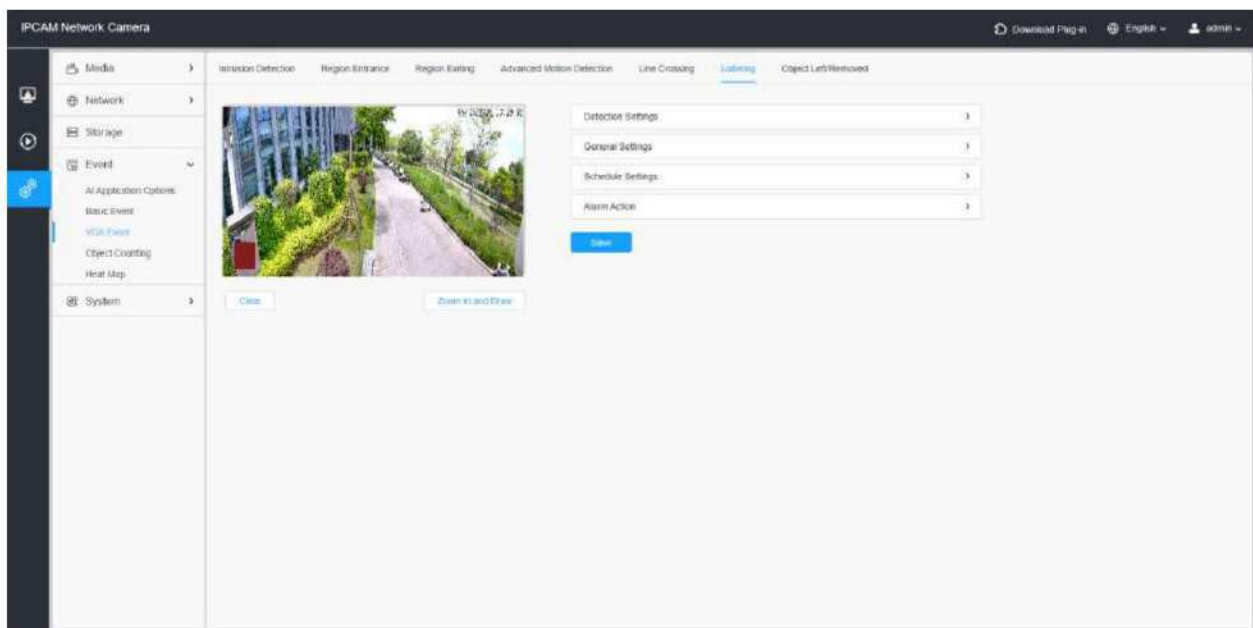 IPCAM Network Camera
Download Plug-in
English
admin
Media
Network
Storage
Event
AI Application Options
Basic Event
VCA Event
Object Counting
Heat Map
System
Intrusion Detection
Region Entrance
Region Exiting
Advanced Motion Detection
Line Crossing
Loitering
Object Left/Removed
Detection Settings
General Settings
Schedule Settings
Alarm Action
Save
Clear
Zoom in and Draw